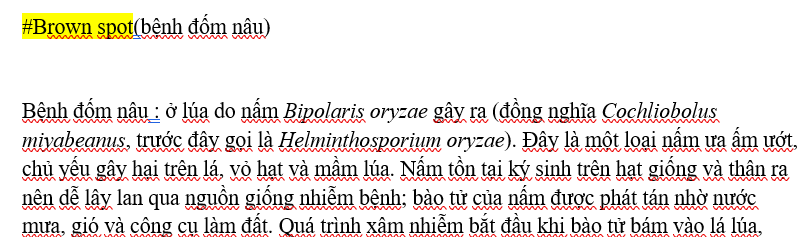 #Brown spot(bệnh đốm nâu)
Bệnh đốm nâu : ở lúa do nấm Bipolaris oryzae gây ra (đồng nghĩa Cochliobolus
miyabeanus, trước đây gọi là Helminthosporium oryzae). Đây là một loại nấm ưa ấm ướt,
chủ yếu gây hại trên lá, vỏ hạt và mầm lúa. Nấm tồn tại ký sinh trên hạt giống và thân ra
nên dễ lây lan qua nguồn giống nhiễm bệnh; bào tử của nấm được phát tán nhờ nước
mưa, gió và công cụ làm đất. Quá trình xâm nhiễm bắt đầu khi bào tử bám vào lá lúa,